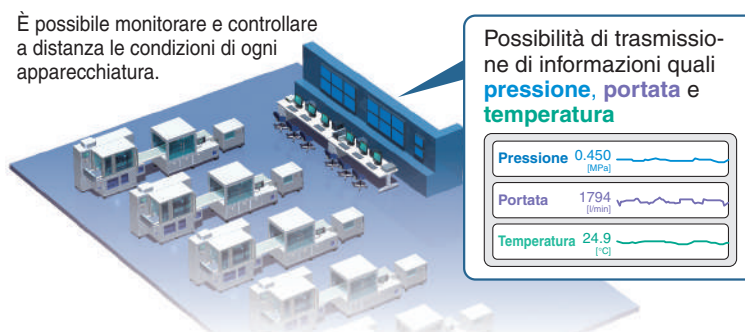 È possibile monitorare e controllare
a distanza le condizioni di ogni
apparecchiatura.
Possibilità di trasmissio-
ne di informazioni quali
pressione, portata e
temperatura
Pressione 0.450
[MPa]
Portata 1794
[l/min]
Temperatura 24.9
[°C]